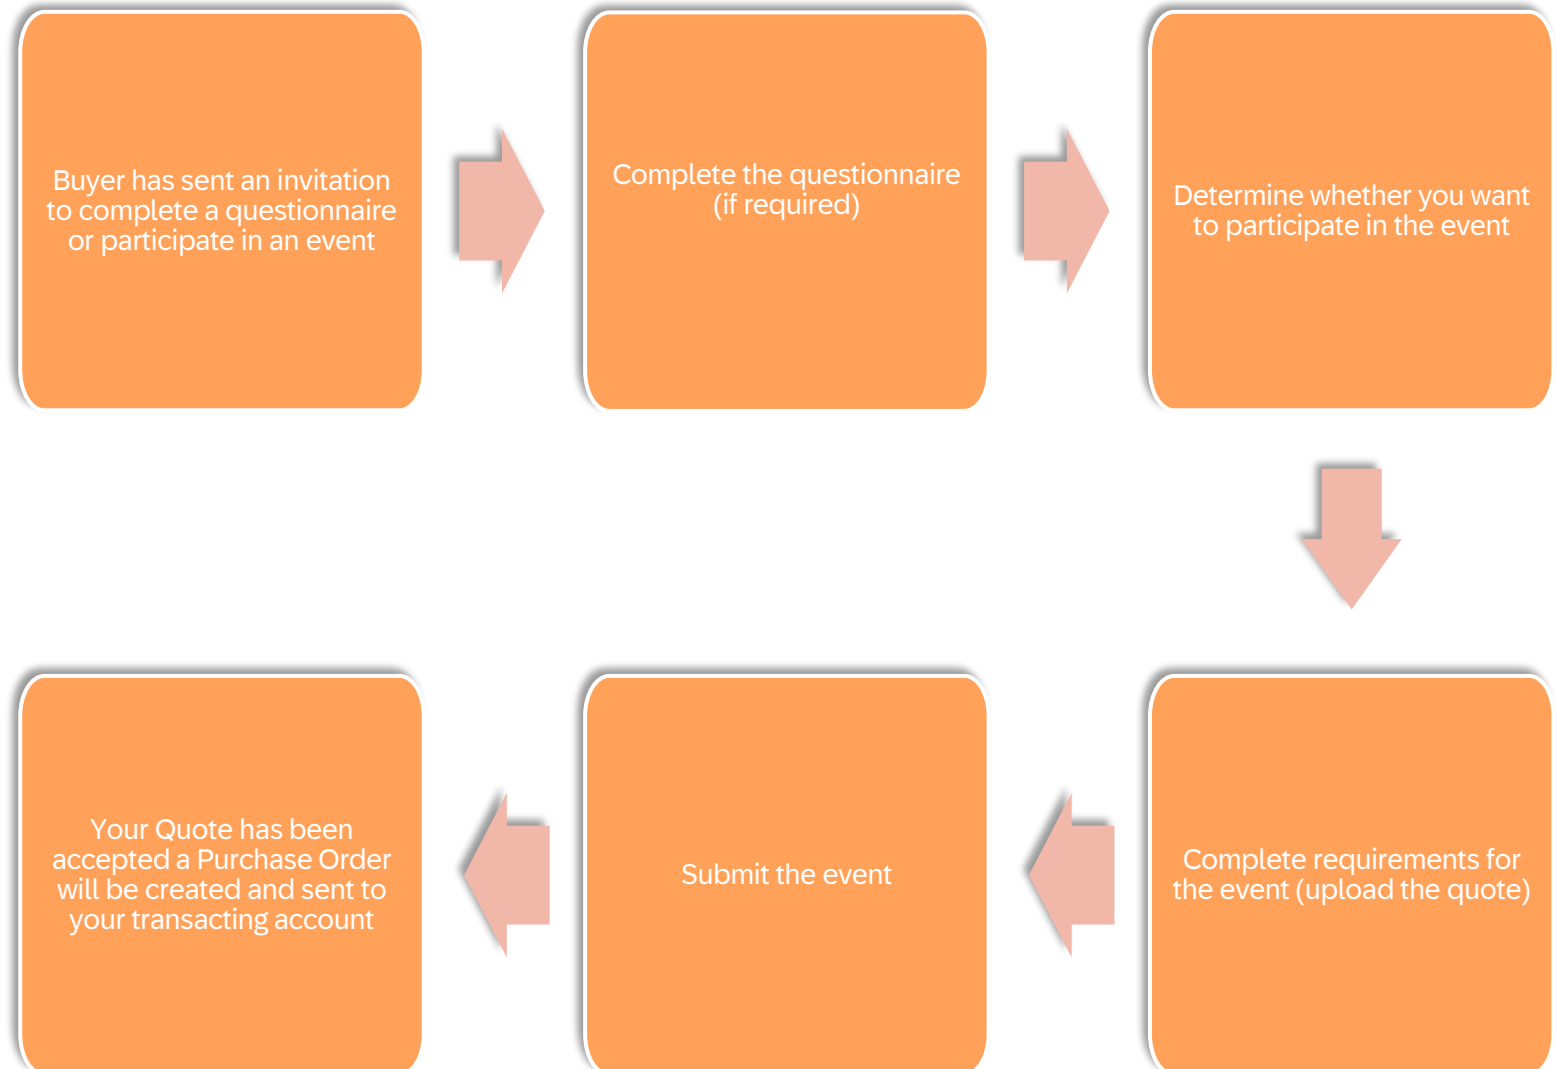 Buyer has sent an invitation
to complete a questionnaire
or participate in an event
Complete the questionnaire
(if required)
Determine whether you want
to participate in the event
Complete requirements for
the event (upload the quote)
Submit the event
Your Quote has been
accepted a Purchase Order
will be created and sent to
your transacting account